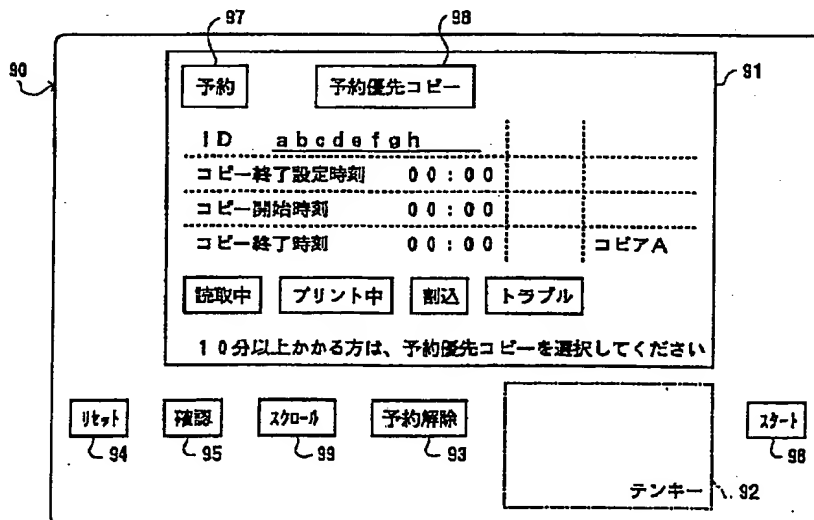 97
98
90
91
予約
予約優先コピー
ID abcdefgh
コピー終了設定時刻 00:00
コピー開始時刻 00:00
コピー終了時刻 00:00 コピアA
読取中 プリント中 割込 トラブル
10分以上かかる方は、予約優先コピーを選択してください
リセット 確認 スクロール 予約解除 スタート
94 95 99 93 96
テンキー 92